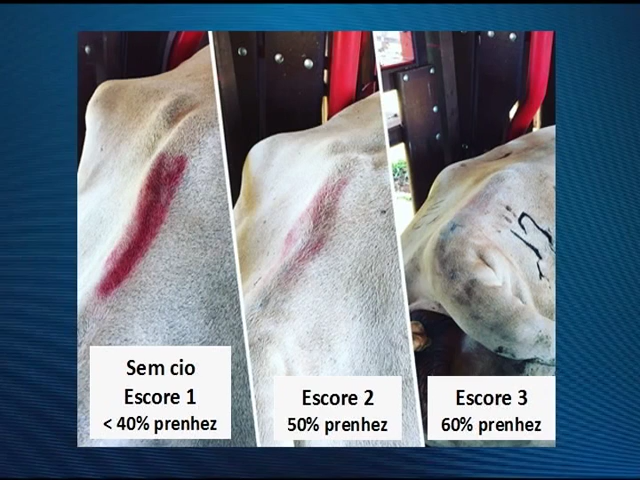 Sem cio
Escore 1
< 40% prenhez
Escore 2
50% prenhez
Escore 3
60% prenhez